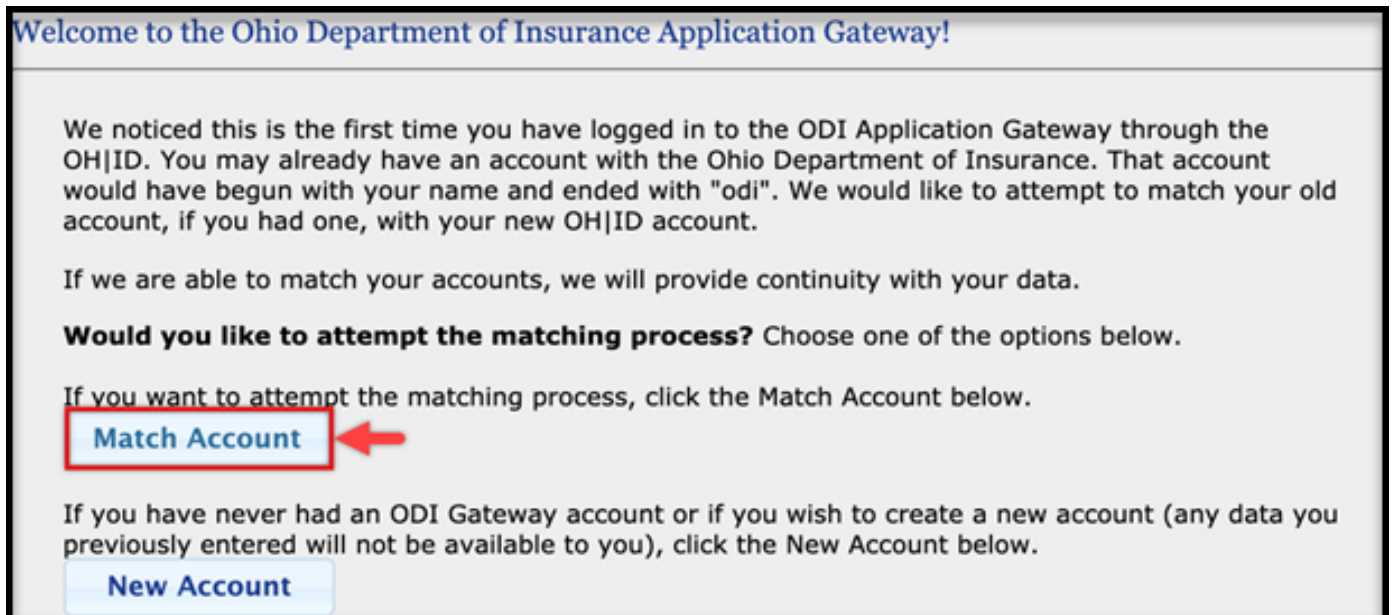 Welcome to the Ohio Department of Insurance Application Gateway!
We noticed this is the first time you have logged in to the ODI Application Gateway through the
OH|ID. You may already have an account with the Ohio Department of Insurance. That account
would have begun with your name and ended with "odi". We would like to attempt to match your old
account, if you had one, with your new OH|ID account.
If we are able to match your accounts, we will provide continuity with your data.
Would you like to attempt the matching process? Choose one of the options below.
If you want to attempt the matching process, click the Match Account below.
Match Account
If you have never had an ODI Gateway account or if you wish to create a new account (any data you
previously entered will not be available to you), click the New Account below.
New Account